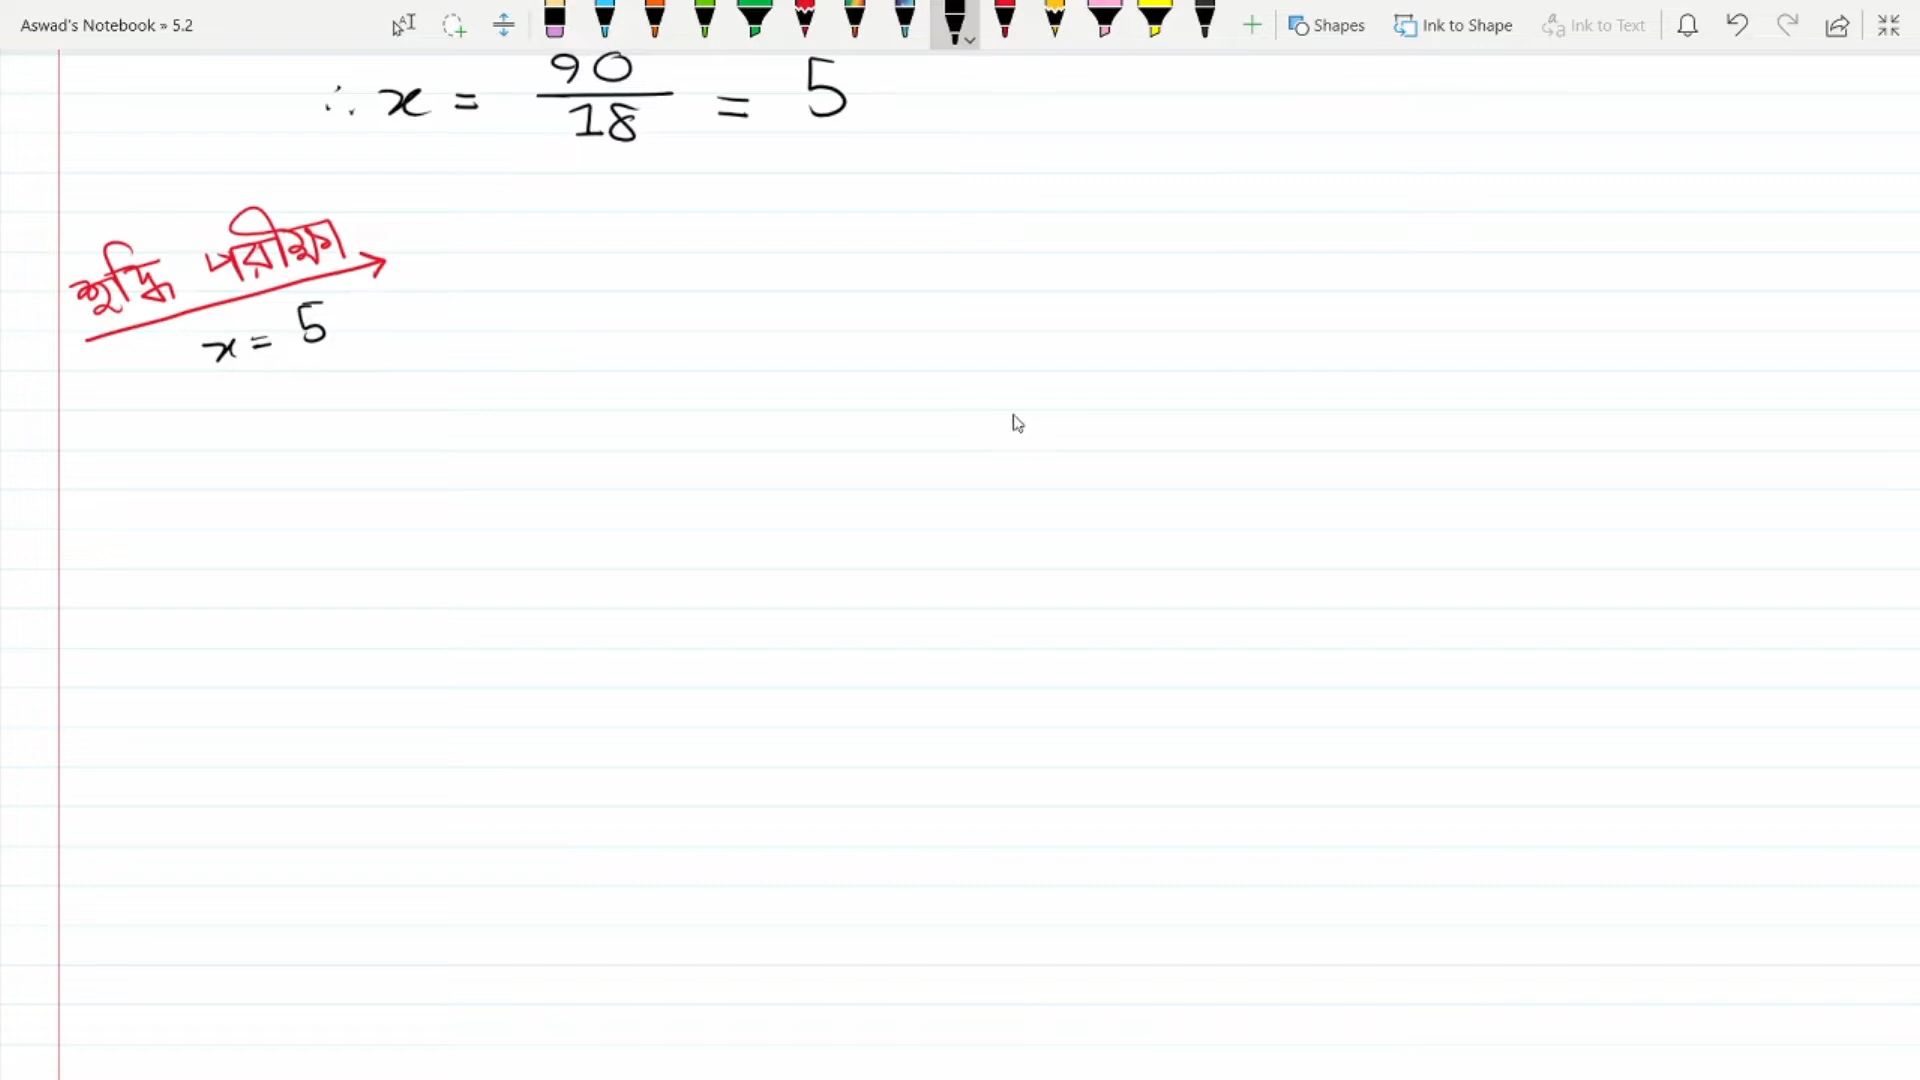 Aswad's Notebook » 5.2
Shapes
Ink to Shape
Ink to Text
∴ x = 90/18 = 5
শুদ্ধি পরীক্ষা
x = 5